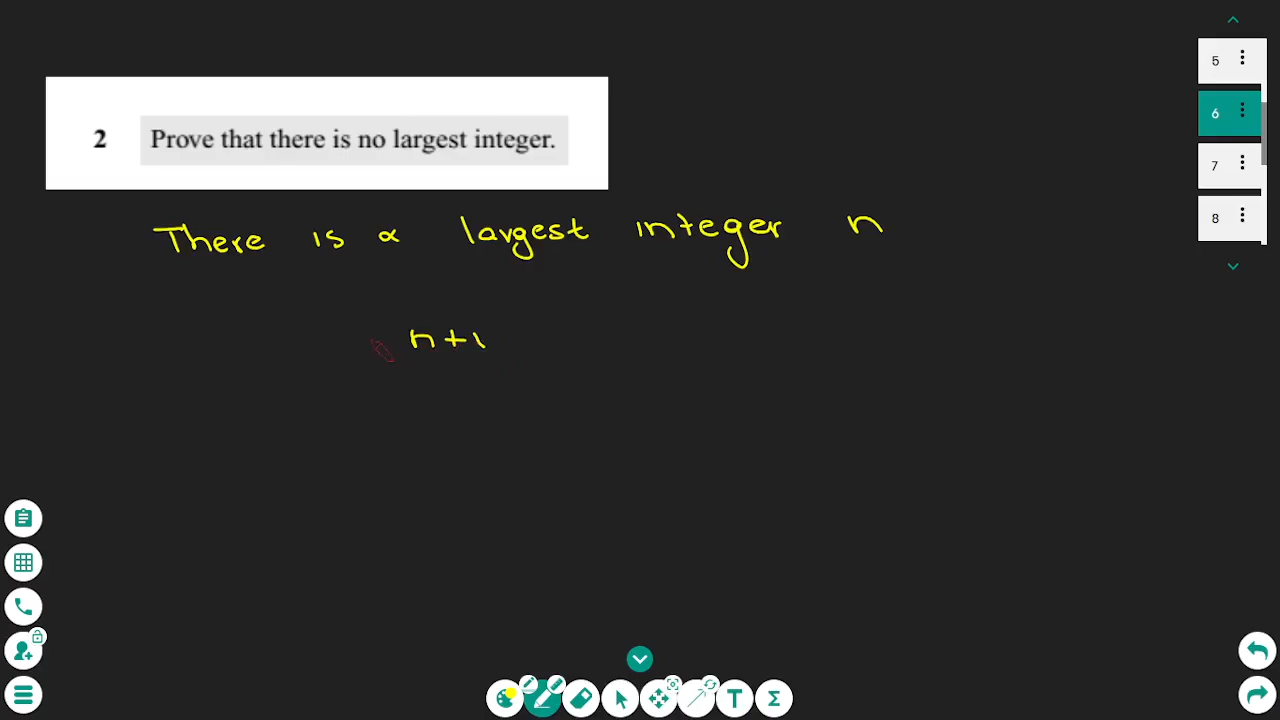 5
6
2 Prove that there is no largest integer.
7
8
There is a largest integer n
n+1
T
Σ